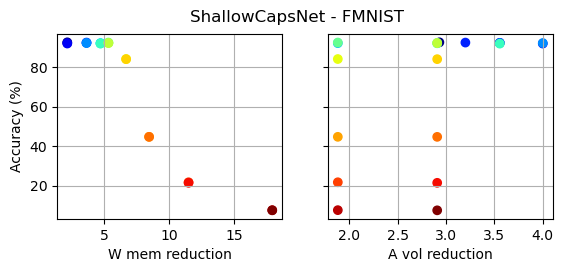 ShallowCapsNet - FMNIST
Accuracy (%)
80
60
40
20
5 10 15
2.0 2.5 3.0 3.5 4.0
W mem reduction
A vol reduction